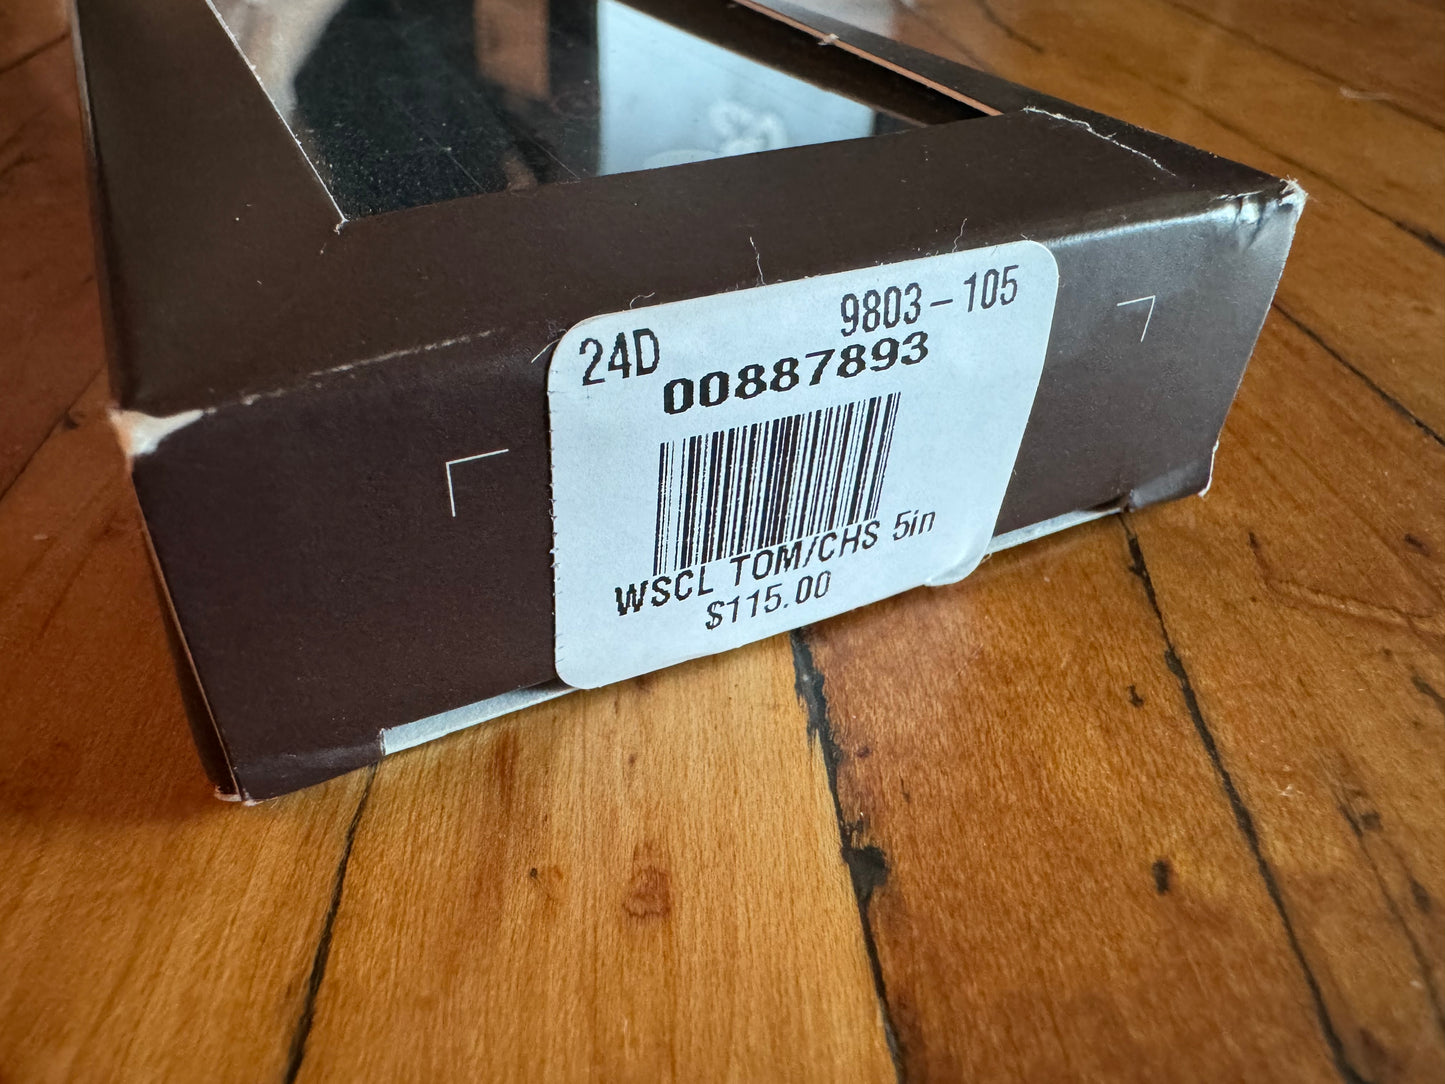 24D 9803-105
00887893
WSCL TOM/CHS 5in
$115.00